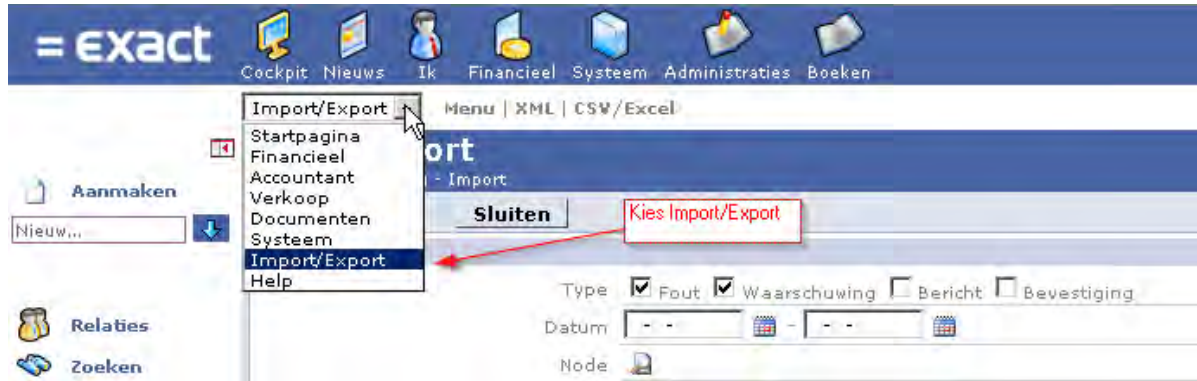 = exact
Cockpit Nieuws Ik Financieel Systeem Administraties Boeken
Import/Export Menu | XML | CSV/Excel
Startpagina
Financieel
Accountant
Verkoop
Documenten
Systeem
Import/Export
Help
ort
- Import
Aanmaken
Nieuw...
Sluiten
Kies Import/Export
Type Fout Waarschuwing Bericht Bevestiging
Datum - - - - -
Node
Relaties
Zoeken